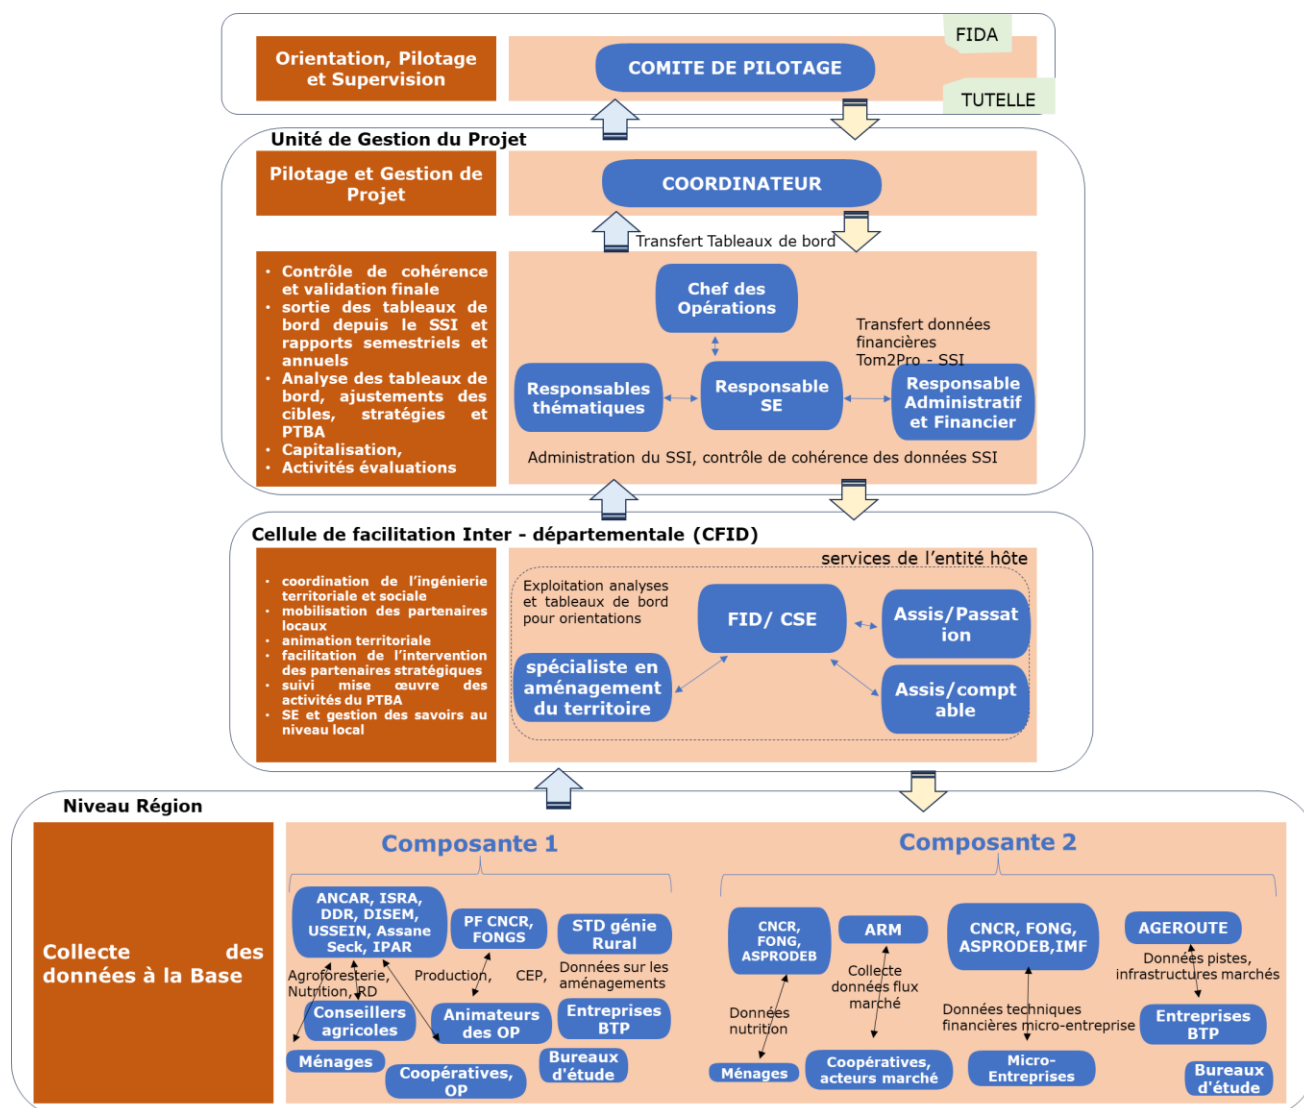 FIDA
Orientation, Pilotage
et Supervision
COMITE DE PILOTAGE
TUTELLE
Unité de Gestion du Projet
Pilotage et Gestion de
Projet
COORDINATEUR
Transfert Tableaux de bord
• Contrôle de cohérence
et validation finale
• sortie des tableaux de
bord depuis le SSI et
rapports semestriels et
annuels
• Analyse des tableaux de
bord, ajustements des
cibles, stratégies et
PTBA
• Capitalisation,
• Activités évaluations
Chef des
Opérations
Transfert données
financières
Tom2Pro - SSI
Responsables
thématiques
Responsable
SE
Responsable
Administratif
et Financier
Administration du SSI, contrôle de cohérence des données SSI
Cellule de facilitation Inter - départementale (CFID)
• coordination de l’ingénierie
territoriale et sociale
• mobilisation des partenaires
locaux
• animation territoriale
• facilitation de l’intervention
des partenaires stratégiques
• suivi mise œuvre des
activités du PTBA
• SE et gestion des savoirs au
niveau local
services de l’entité hôte
Exploitation analyses
et tableaux de bord
pour orientations
FID/ CSE
Assis/Passat
ion
spécialiste en
aménagement
du territoire
Assis/compt
able
Niveau Région
Collecte des
données à la Base
Composante 1
ANCAR, ISRA,
DDR, DISEM,
USSEIN, Assane
Seck, IPAR
PF CNCR,
FONGS
STD génie
Rural
Agroforesterie, Production, CEP,
Nutrition, RD
Données sur les
aménagements
Conseillers
agricoles
Animateurs
des OP
Entreprises
BTP
Ménages
Coopératives,
OP
Bureaux
d'étude
Composante 2
CNCR,
FONG,
ASPRODEB
ARM
CNCR, FONG,
ASPRODEB,IMF
AGEROUTE
Collecte
données flux
marché
Données pistes,
infrastructures marchés
Données
nutrition
Données techniques
financières micro-entreprise
Entreprises
BTP
Ménages
Coopératives,
acteurs marché
Micro-
Entreprises
Bureaux
d'étude